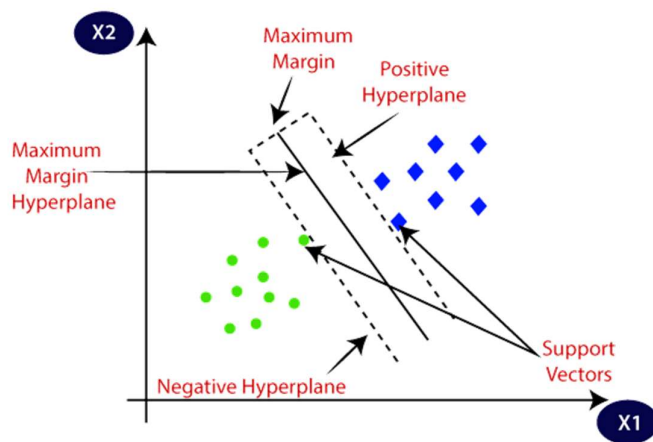 X2
Maximum
Margin
Positive
Hyperplane
Maximum
Margin
Hyperplane
Support
Vectors
Negative Hyperplane
X1